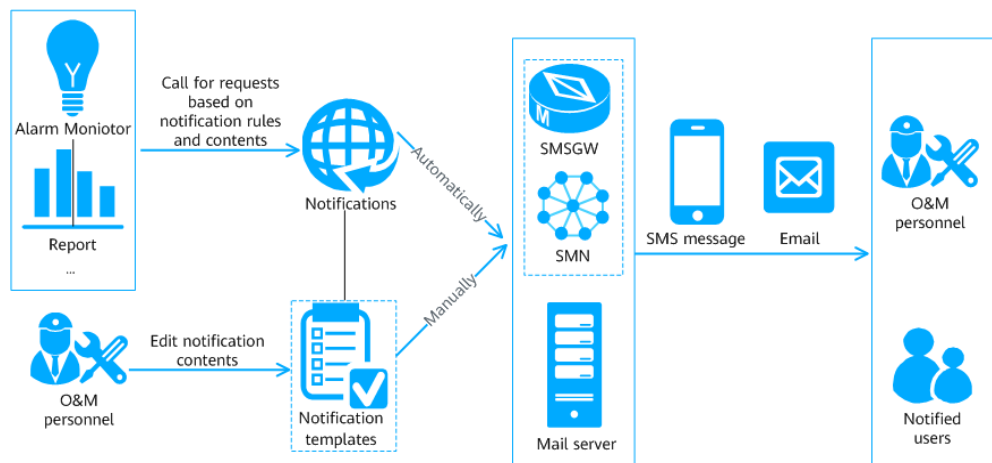 Y
Alarm Moniotor
Report
...
Call for requests
based on
notification rules
and contents
Notifications
Automatically
Manually
O&M
personnel
Edit notification
contents
Notification
templates
M
SMSGW
SMN
Mail server
SMS message
Email
O&M
personnel
Notified
users